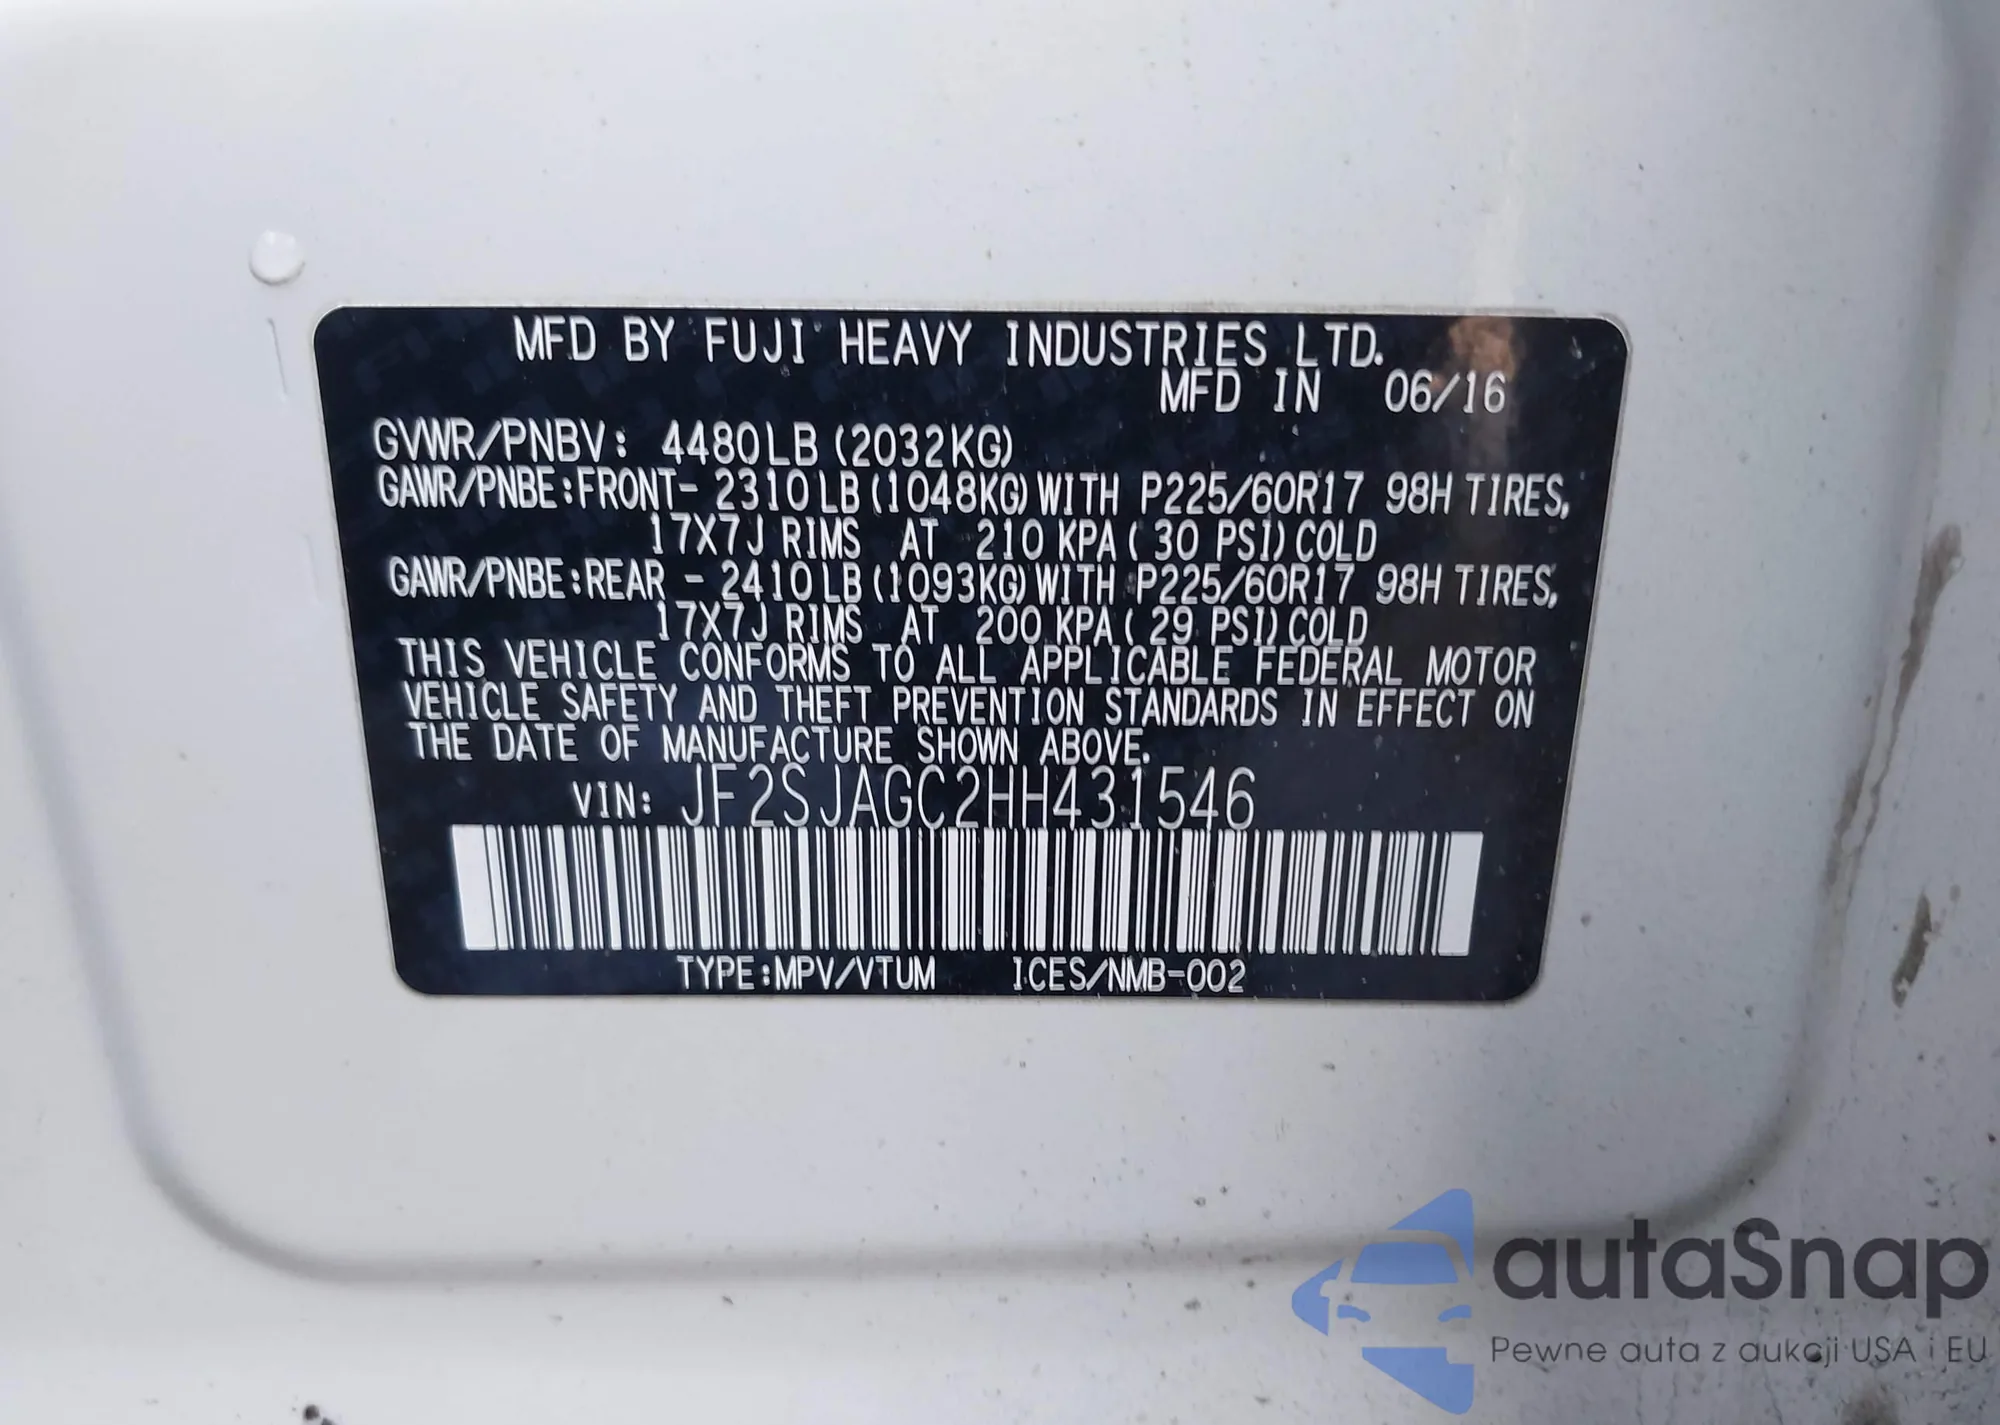 MFD BY FUJI HEAVY INDUSTRIES LTD.
MFD IN 06/16
GVWR/PNBV: 4480LB (2032KG)
GAWR/PNBE:FRONT- 2310LB (1048KG) WITH P225/60R17 98H TIRES,
17X7J RIMS AT 210 KPA ( 30 PSI) COLD
GAWR/PNBE:REAR - 2410LB (1093KG) WITH P225/60R17 98H TIRES,
17X7J RIMS AT 200 KPA ( 29 PSI) COLD
THIS VEHICLE CONFORMS TO ALL APPLICABLE FEDERAL MOTOR
VEHICLE SAFETY AND THEFT PREVENTION STANDARDS IN EFFECT ON
THE DATE OF MANUFACTURE SHOWN ABOVE.
VIN: JF2SJAGC2HH431546
TYPE:MPV/VTUM ICES/NMB-002
autaSnap
Pewne auta z aukcji USA i EU